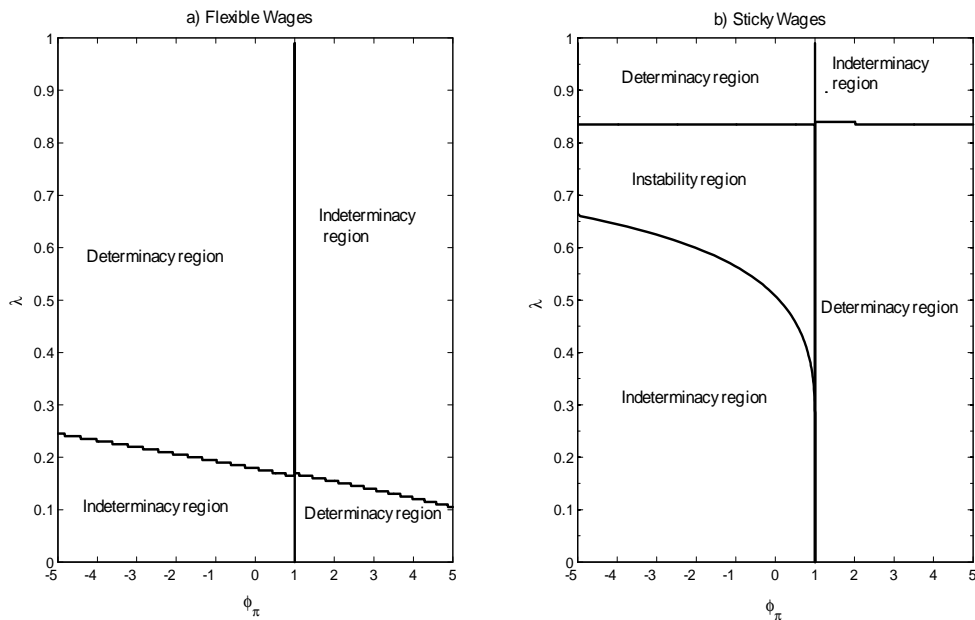 a) Flexible Wages
1
0.9
0.8
0.7
0.6
0.5
0.4
0.3
0.2
0.1
0
λ
Determinacy region
Indeterminacy
region
Indeterminacy region
Determinacy region
-5 -4 -3 -2 -1 0 1 2 3 4 5
ϕπ
b) Sticky Wages
1
0.9
0.8
0.7
0.6
0.5
0.4
0.3
0.2
0.1
0
λ
Determinacy region
Indeterminacy
region
Instability region
Determinacy region
Indeterminacy region
-5 -4 -3 -2 -1 0 1 2 3 4 5
ϕπ